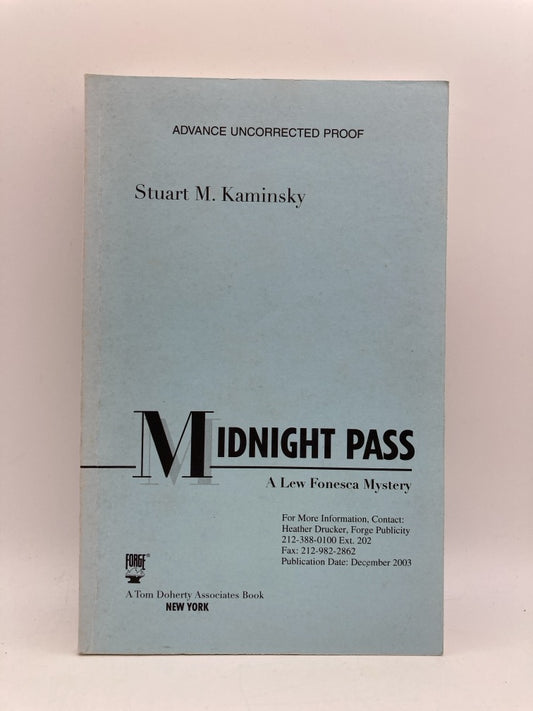 ADVANCE UNCORRECTED PROOF
Stuart M. Kaminsky
MIDNIGHT PASS
A Lew Fonesca Mystery
For More Information, Contact:
Heather Drucker, Forge Publicity
212-388-0100 Ext. 202
Fax: 212-982-2862
Publication Date: December 2003
FORGE®
A Tom Doherty Associates Book
NEW YORK